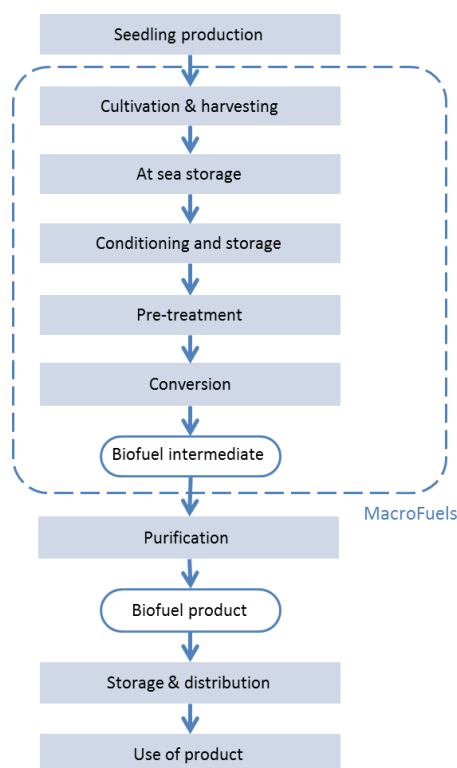 Seedling production
Cultivation & harvesting
At sea storage
Conditioning and storage
Pre-treatment
Conversion
Biofuel intermediate
MacroFuels
Purification
Biofuel product
Storage & distribution
Use of product